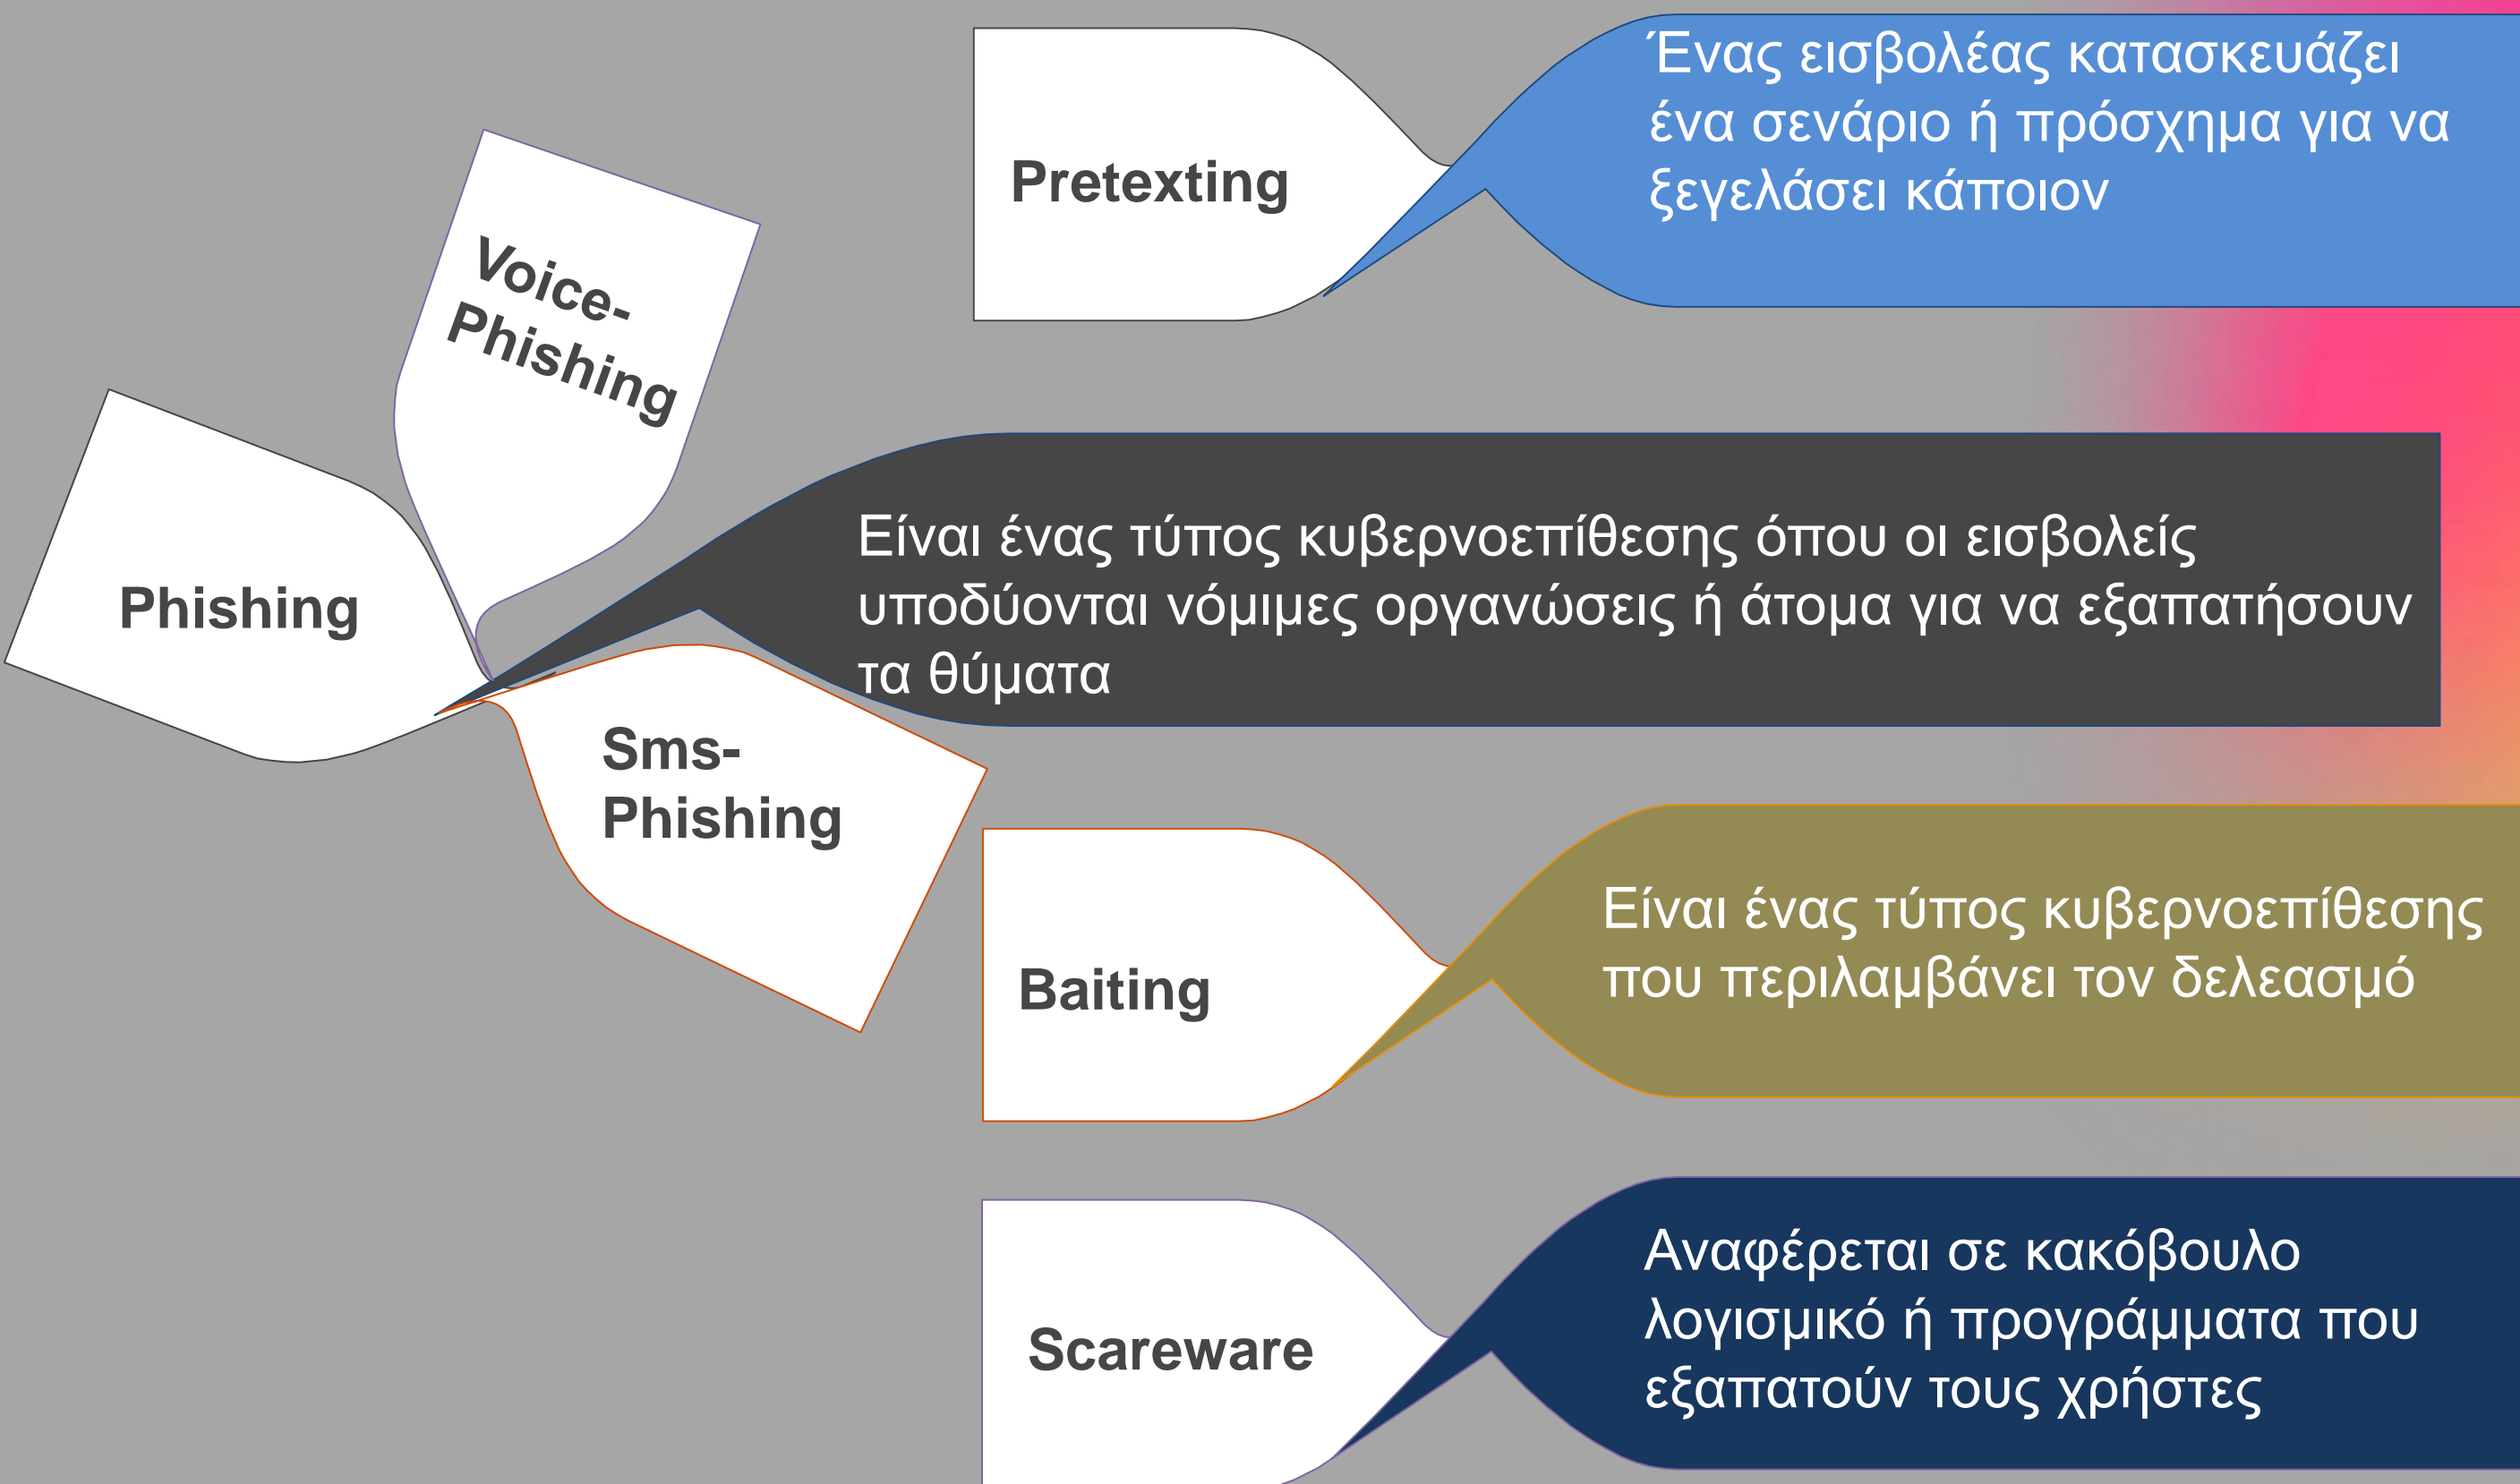 Pretexting
Ένας εισβολέας κατασκευάζει
ένα σενάριο ή πρόσχημα για να
ξεγελάσει κάποιον
Voice-
Phishing
Phishing
Sms-
Phishing
Είναι ένας τύπος κυβερνοεπίθεσης όπου οι εισβολείς
υποδύονται νόμιμες οργανώσεις ή άτομα για να εξαπατήσουν
τα θύματα
Baiting
Είναι ένας τύπος κυβερνοεπίθεσης
που περιλαμβάνει τον δελεασμό
Scareware
Αναφέρεται σε κακόβουλο
λογισμικό ή προγράμματα που
εξαπατούν τους χρήστες